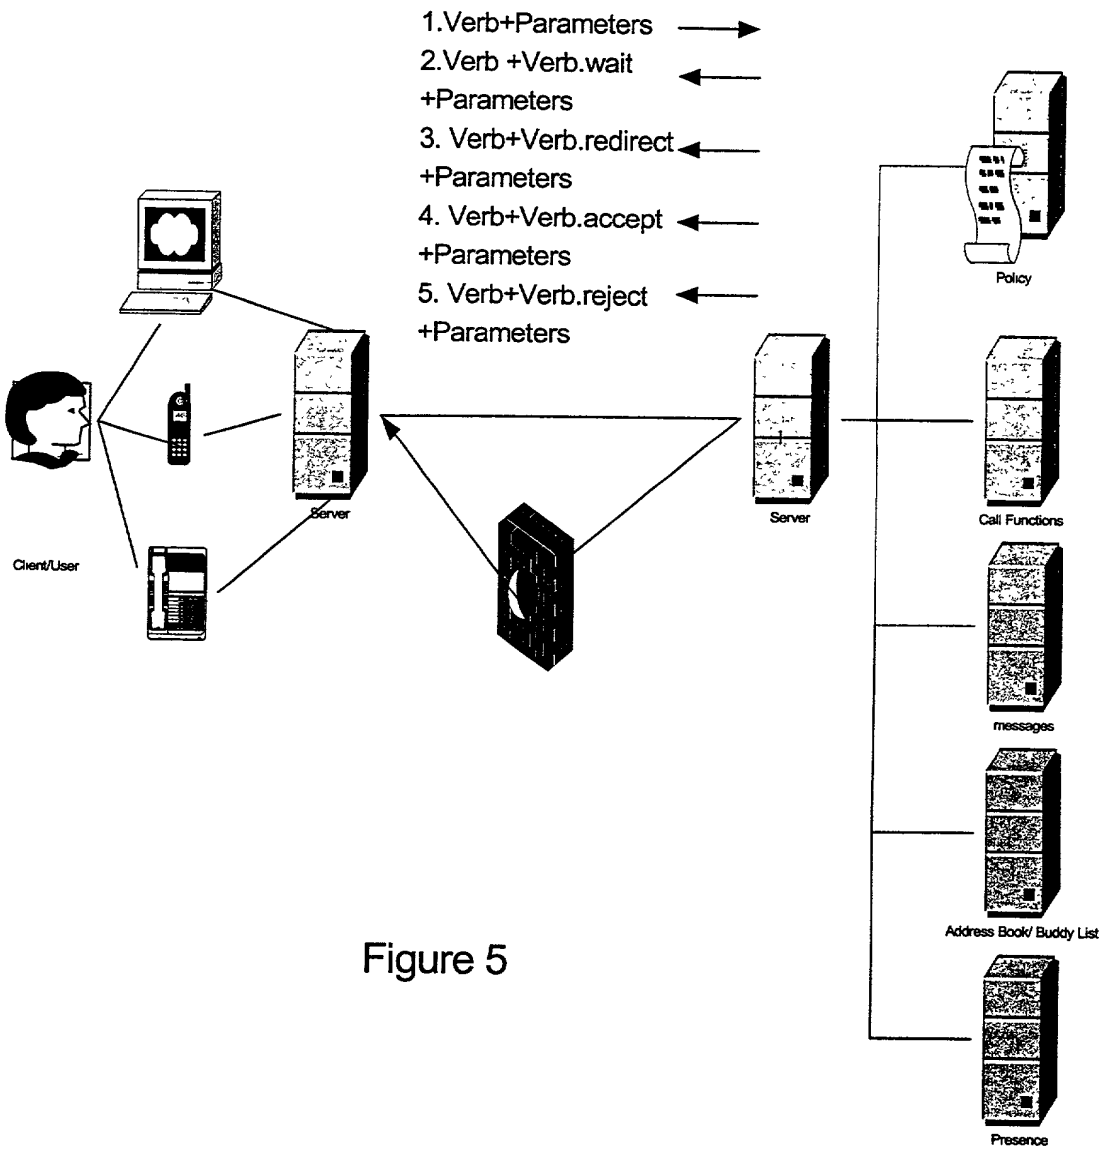 1.Verb+Parameters
2.Verb +Verb.wait
+Parameters
3. Verb+Verb.redirect
+Parameters
4. Verb+Verb.accept
+Parameters
5. Verb+Verb.reject
+Parameters
Policy
Server
Server
Call Functions
Client/User
messages
Address Book/ Buddy List
Figure 5
Presence